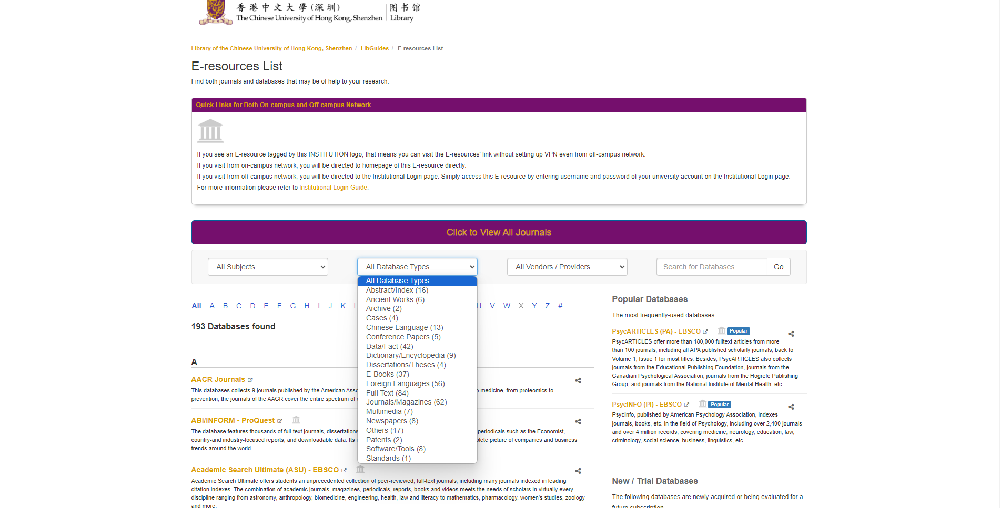 香港中文大學(深圳) 图书馆
The Chinese University of Hong Kong, Shenzhen Library
Library of the Chinese University of Hong Kong, Shenzhen / LibGuides / E-resources List
E-resources List
Find both journals and databases that may be of help to your research.
Quick Links for Both On-campus and Off-campus Network
If you see an E-resource tagged by this INSTITUTION logo, that means you can visit the E-resources' link without setting up VPN even from off-campus network.
If you visit from on-campus network, you will be directed to homepage of this E-resource directly.
If you visit from off-campus network, you will be directed to the Institutional Login page. Simply access this E-resource by entering username and password of your university account on the Institutional Login page.
For more information please refer to Institutional Login Guide.
Click to View All Journals
All Subjects
All Database Types
All Vendors / Providers
Search for Databases
Go
All Database Types
Abstract/Index (16)
Ancient Works (6)
Archive (2)
Cases (4)
Chinese Language (13)
Conference Papers (5)
Data/Fact (42)
Dictionary/Encyclopedia (9)
Dissertations/Theses (4)
E-Books (37)
Foreign Languages (56)
Full Text (84)
Journals/Magazines (62)
Multimedia (7)
Newspapers (8)
Others (17)
Patents (2)
Software/Tools (8)
Standards (1)
All A B C D E F G H I J K L U V W X Y Z #
193 Databases found
A
AACR Journals
This databases collects 9 journals published by the American Asso medicine, from proteomics to
prevention, the journals of the AACR cover the entire spectrum of
ABI/INFORM - ProQuest
The database features thousands of full-text journals, dissertations periodicals such as the Economist,
country-and industry-focused reports, and downloadable data. Its plete picture of companies and business
trends around the world.
Academic Search Ultimate (ASU) - EBSCO
Academic Search Ultimate offers students an unprecedented collection of peer-reviewed, full-text journals, including many journals indexed in leading
citation indexes. The combination of academic journals, magazines, periodicals, reports, books and videos meets the needs of scholars in virtually every
discipline ranging from astronomy, anthropology, biomedicine, engineering, health, law and literacy to mathematics, pharmacology, women's studies, zoology
and more.
Popular Databases
The most frequently-used databases
PsycARTICLES (PA) - EBSCO Popular
PsycARTICLES offer more than 180,000 fulltext articles from more
than 100 journals, including all APA published scholarly journals, back to
Volume 1, Issue 1 for most titles. Besides, PsycARTICLES also collects
journals from the Educational Publishing Foundation, journals from the
Canadian Psychological Association, journals from the Hogrefe Publishing
Group, and journals from the National Institute of Mental Health. etc.
PsycINFO (PI) - EBSCO Popular
PsycInfo, published by American Psychology Association, indexes
journals, books, etc. in the field of Psychology, including over 2,400 journals
and over 4 million records, covering medicine, neurology, education, law,
criminology, social science, business, linguistics, etc.
New / Trial Databases
The following databases are newly acquired or being evaluated for a
future subscription